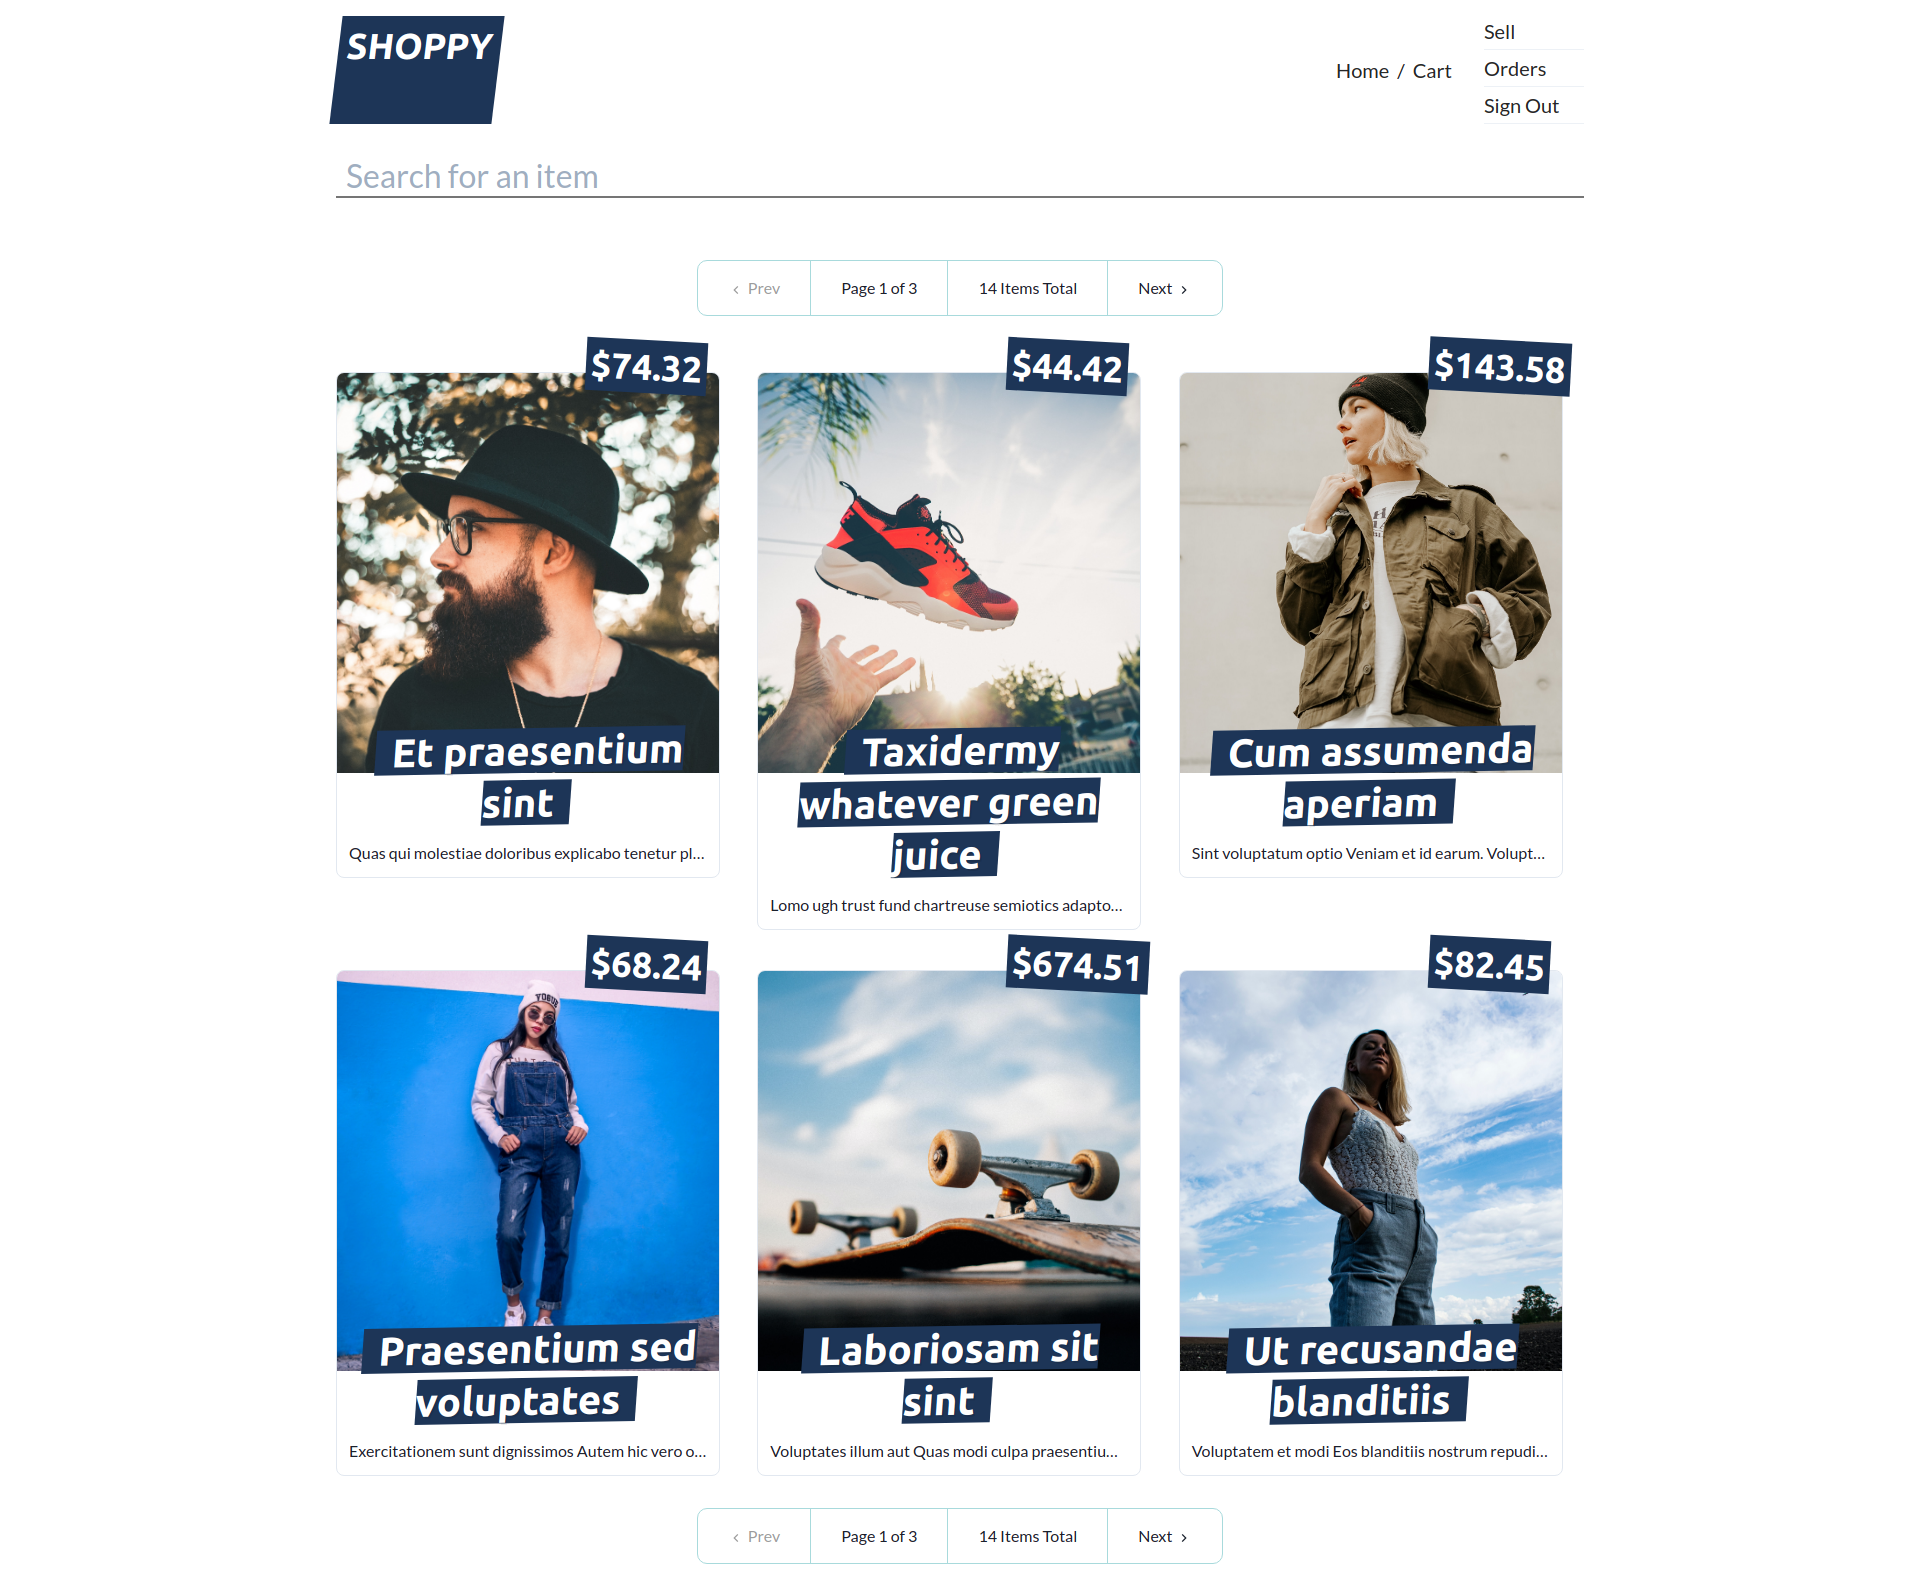 SHOPPY
Home / Cart
Sell
Orders
Sign Out
Search for an item
Prev
Page 1 of 3
14 Items Total
Next
$74.32
Et praesentium
sint
Quas qui molestiae doloribus explicabo tenetur pl...
$44.42
Taxidermy
whatever green
juice
Lomo ugh trust fund chartreuse semiotics adapto...
$143.58
Cum assumenda
aperiam
Sint voluptatum optio Veniam et id earum. Volupt...
$68.24
YOGUE
Praesentium sed
voluptates
Exercitationem sunt dignissimos Autem hic vero o...
$674.51
Laboriosam sit
sint
Voluptates illum aut Quas modi culpa praesentiu...
$82.45
Ut recusandae
blanditiis
Voluptatem et modi Eos blanditiis nostrum repudi...
Prev
Page 1 of 3
14 Items Total
Next